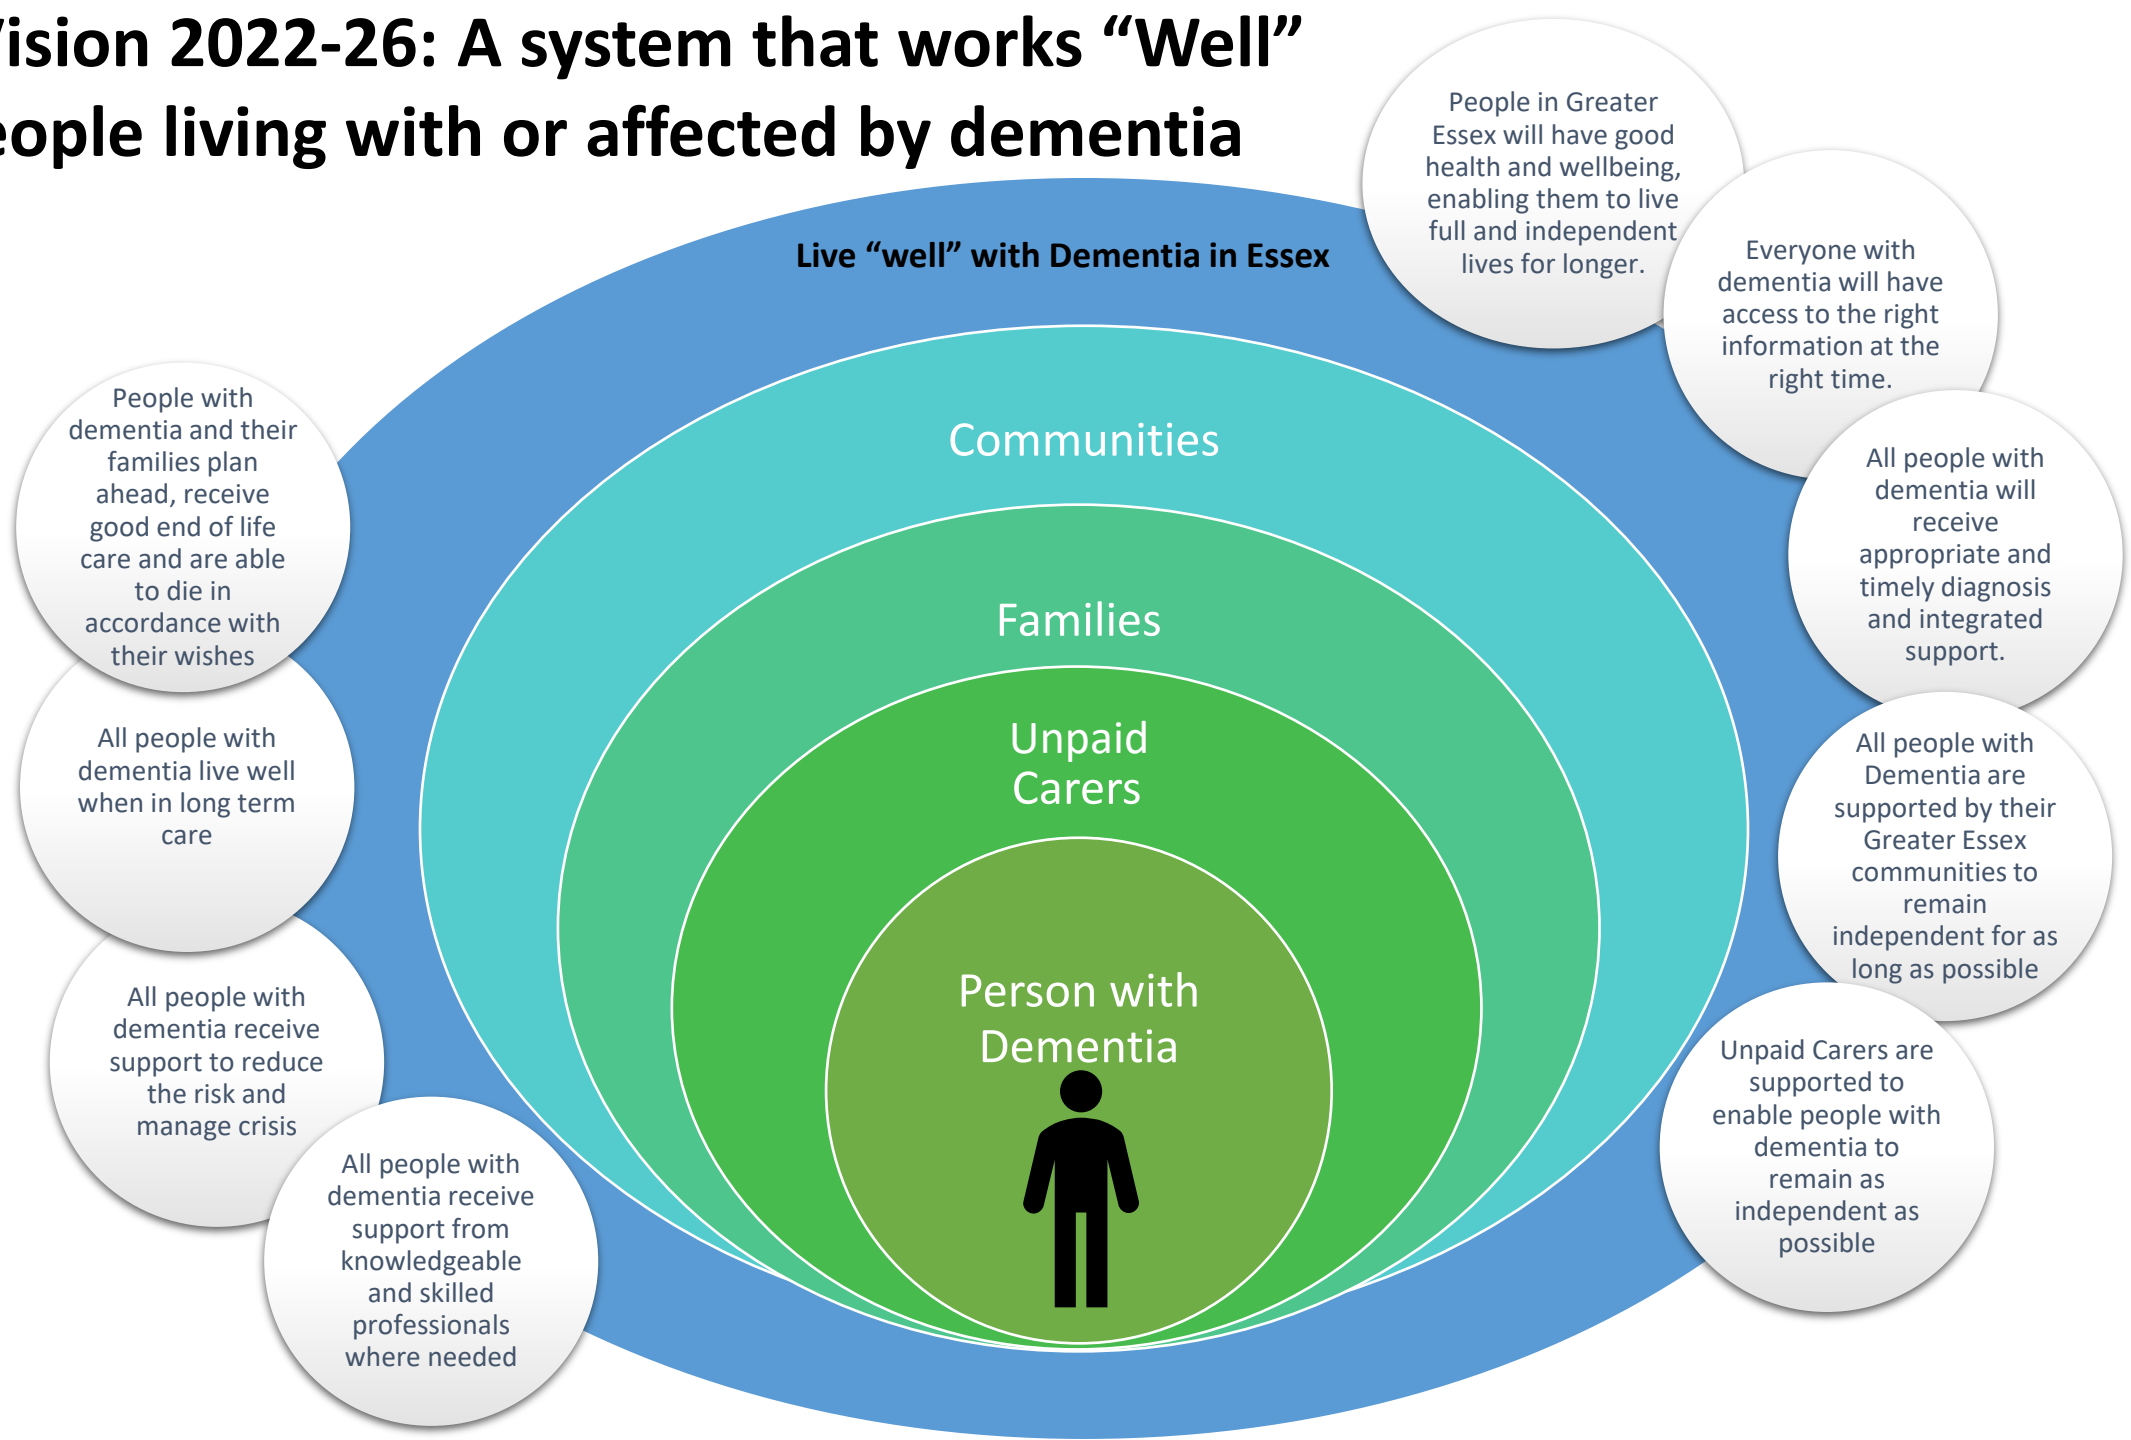 ision 2022-26: A system that works “Well”
eople living with or affected by dementia
Live “well” with Dementia in Essex
Communities
Families
Unpaid
Carers
Person with
Dementia
People in Greater
Essex will have good
health and wellbeing,
enabling them to live
full and independent
lives for longer.
Everyone with
dementia will have
access to the right
information at the
right time.
All people with
dementia will
receive
appropriate and
timely diagnosis
and integrated
support.
All people with
Dementia are
supported by their
Greater Essex
communities to
remain
independent for as
long as possible
Unpaid Carers are
supported to
enable people with
dementia to
remain as
independent as
possible
All people with
dementia receive
support from
knowledgeable
and skilled
professionals
where needed
All people with
dementia receive
support to reduce
the risk and
manage crisis
All people with
dementia live well
when in long term
care
People with
dementia and their
families plan
ahead, receive
good end of life
care and are able
to die in
accordance with
their wishes